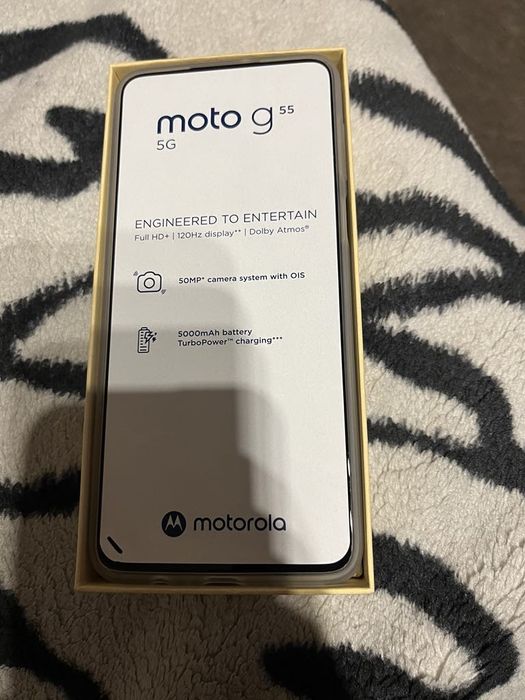 moto g 55
5G
ENGINEERED TO ENTERTAIN
Full HD+ | 120Hz display** | Dolby Atmos®
50MP* camera system with OIS
5000mAh battery
TurboPower™ charging***
motorola